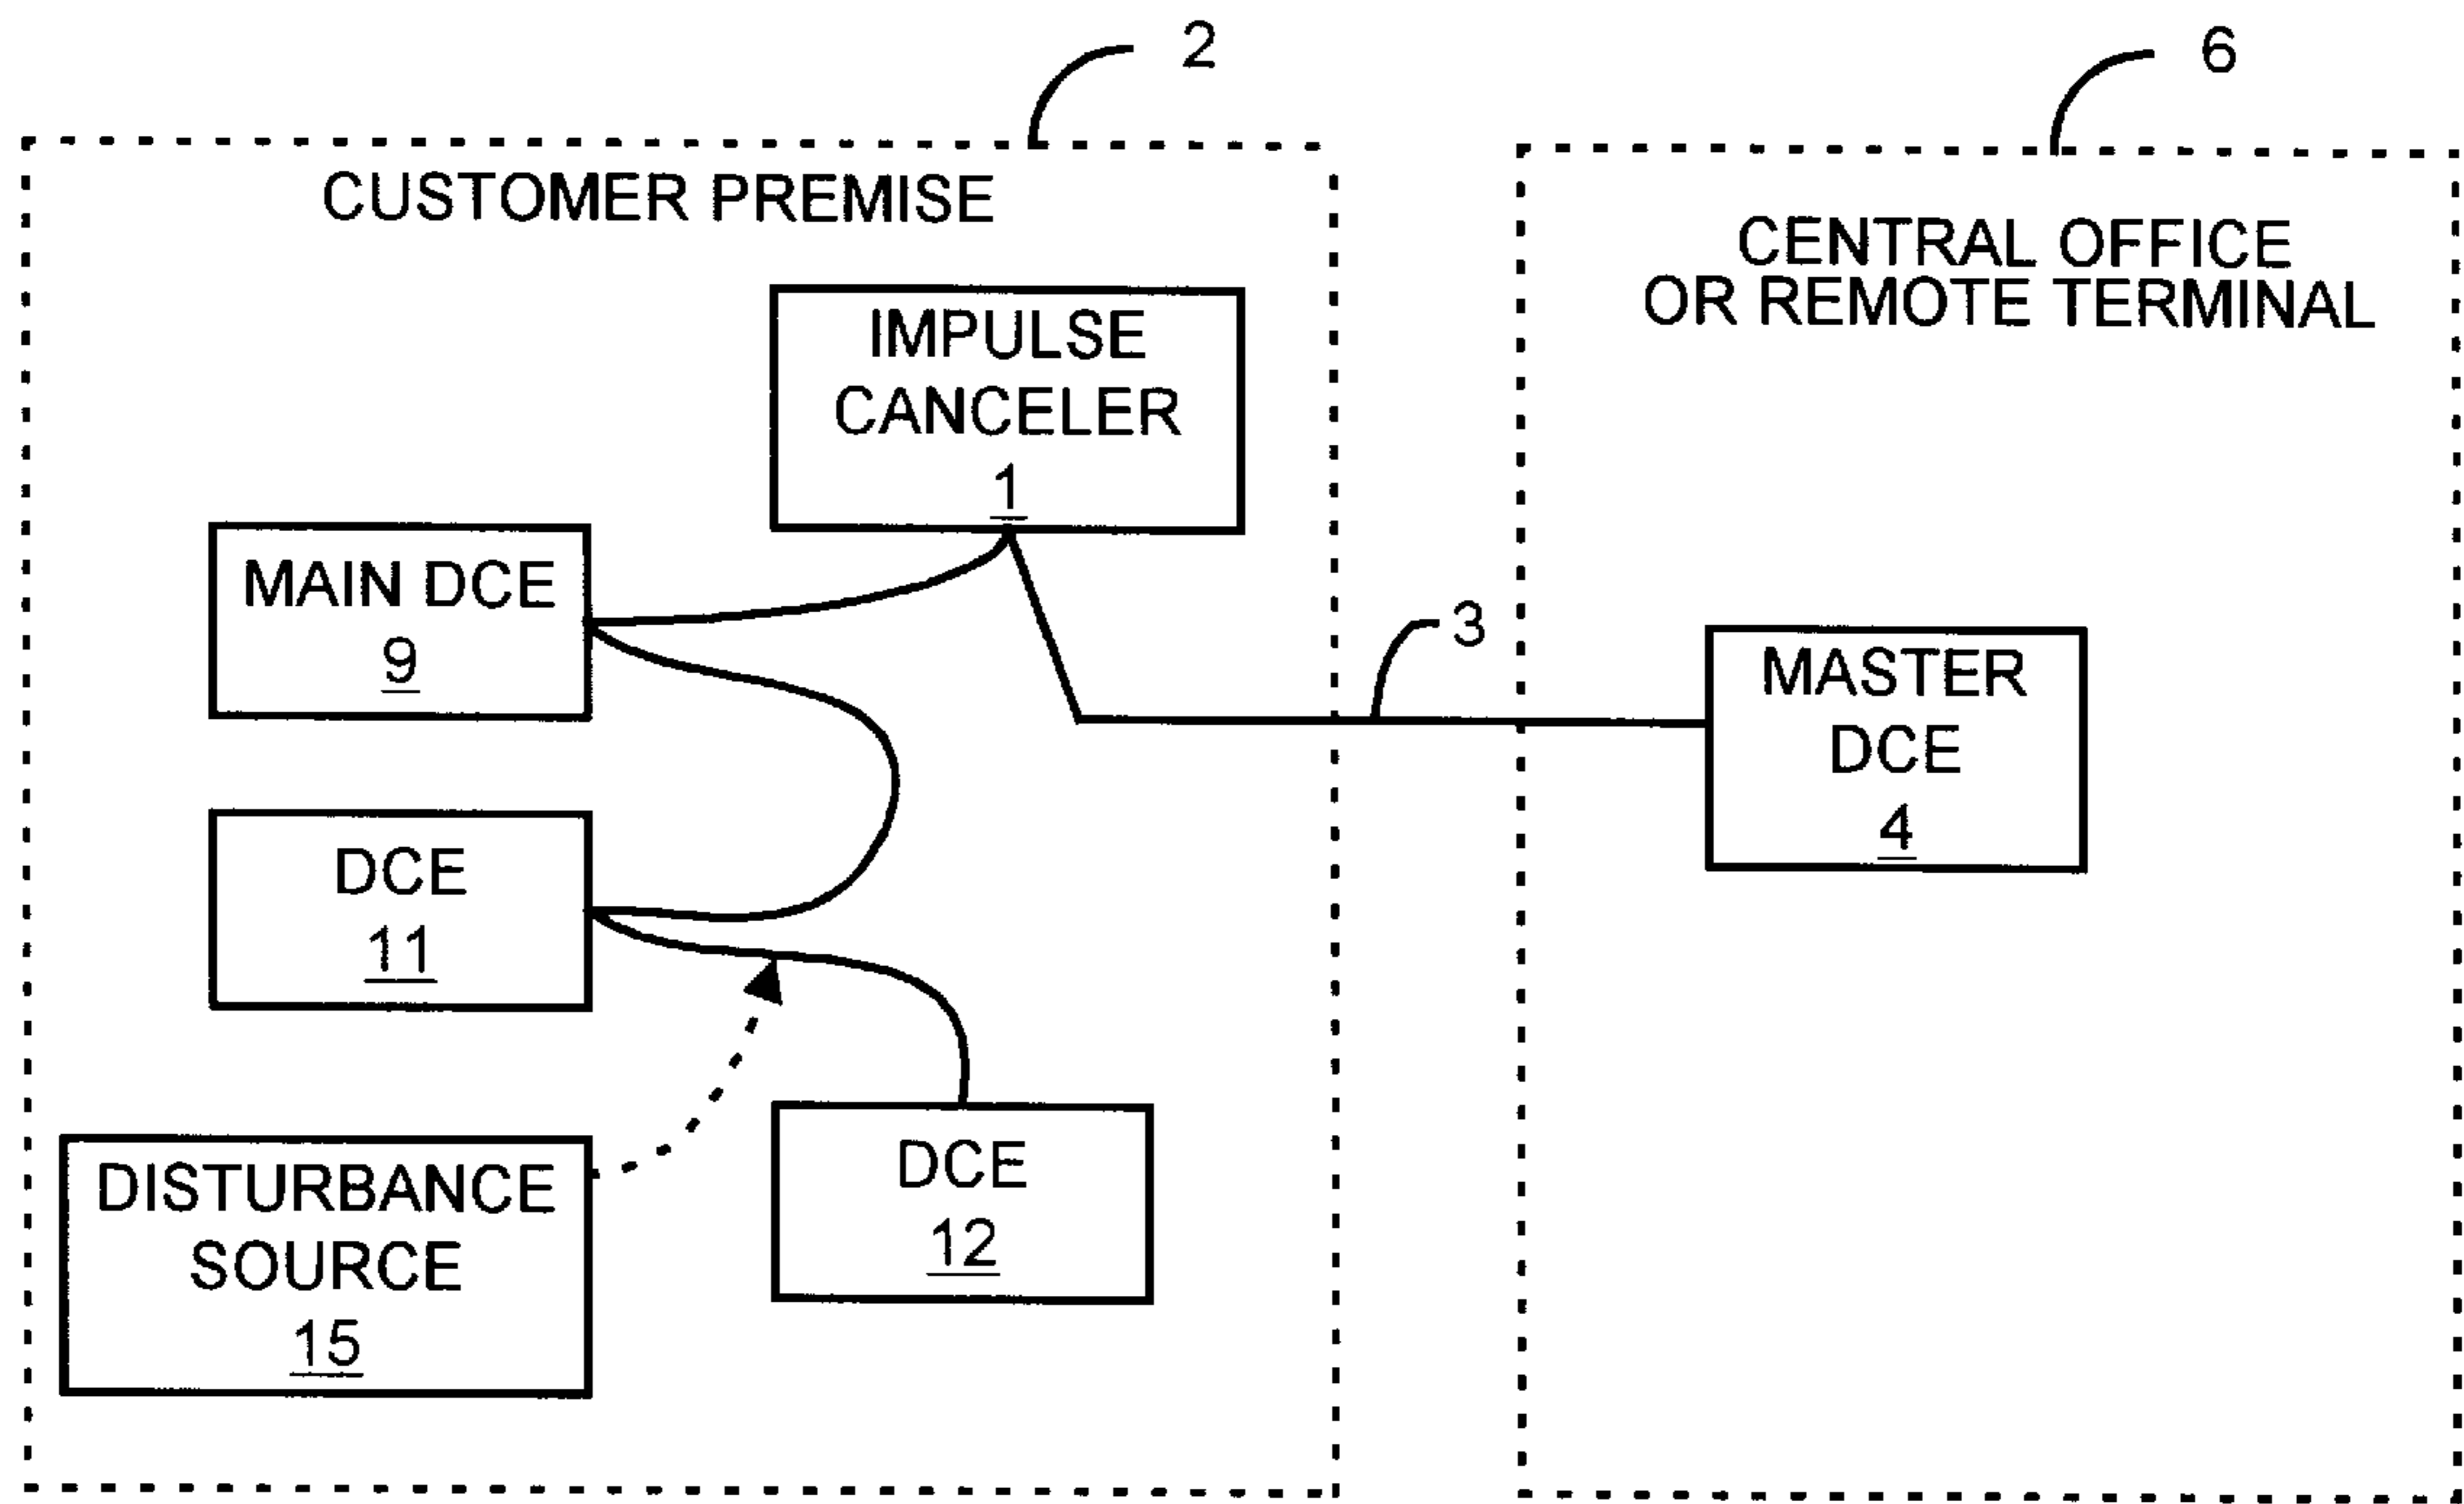 2
6
CUSTOMER PREMISE
CENTRAL OFFICE
OR REMOTE TERMINAL
IMPULSE
CANCELER
1
MAIN DCE
9
3
MASTER
DCE
4
DCE
11
DISTURBANCE
SOURCE
15
DCE
12